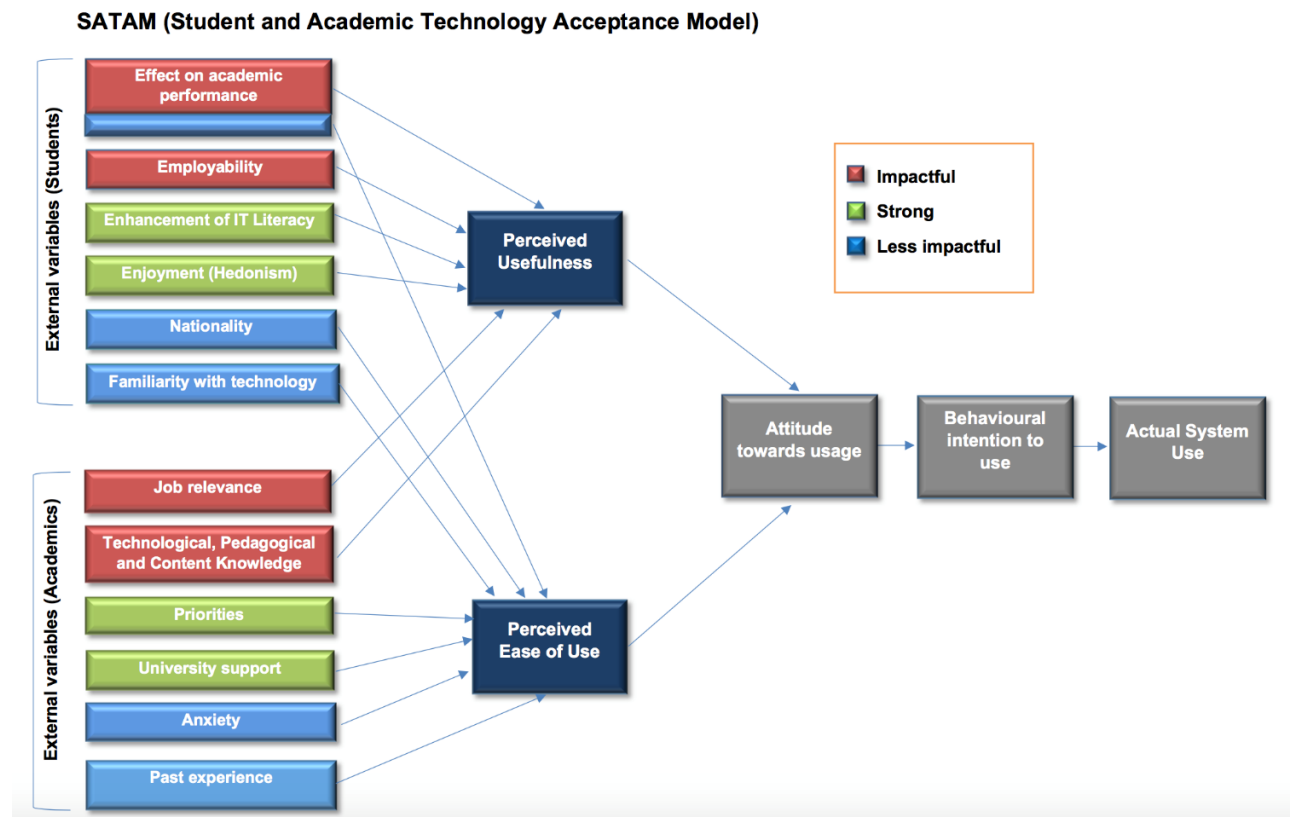 SATAM (Student and Academic Technology Acceptance Model)
External variables (Students)
Effect on academic
performance
Employability
Enhancement of IT Literacy
Enjoyment (Hedonism)
Nationality
Familiarity with technology
Impactful
Strong
Less impactful
Perceived
Usefulness
External variables (Academics)
Job relevance
Technological, Pedagogical
and Content Knowledge
Priorities
University support
Anxiety
Past experience
Perceived
Ease of Use
Attitude
towards usage
Behavioural
intention to
use
Actual System
Use